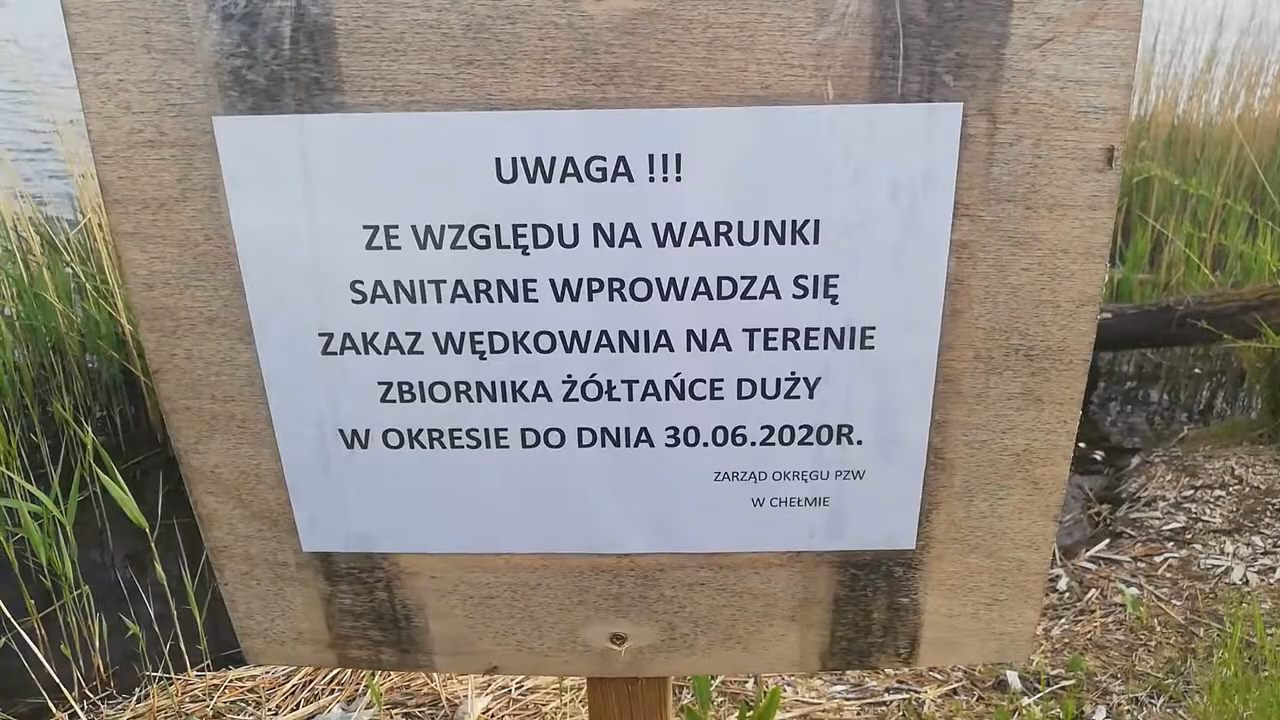 UWAGA !!!
ZE WZGLĘDU NA WARUNKI
SANITARNE WPROWADZA SIĘ
ZAKAZ WĘDKOWANIA NA TERENIE
ZBIORNIKA ŻÓŁTAŃCE DUŻY
W OKRESIE DO DNIA 30.06.2020R.
ZARZĄD OKRĘGU PZW
W CHEŁMIE